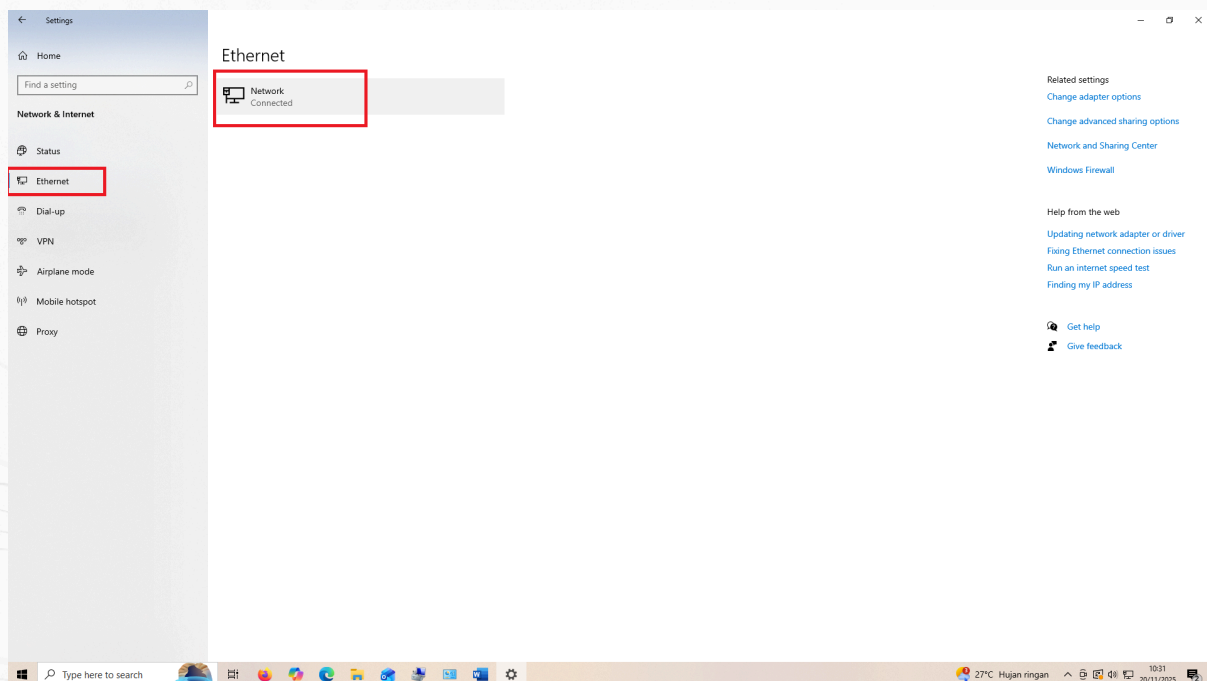 Settings
Home
Find a setting
Network & Internet
Status
Ethernet
Dial-up
VPN
Airplane mode
Mobile hotspot
Proxy
Ethernet
Network
Connected
Related settings
Change adapter options
Change advanced sharing options
Network and Sharing Center
Windows Firewall
Help from the web
Updating network adapter or driver
Fixing Ethernet connection issues
Run an internet speed test
Finding my IP address
Get help
Give feedback
Type here to search
27°C Hujan ringan
10:31
20/11/2025